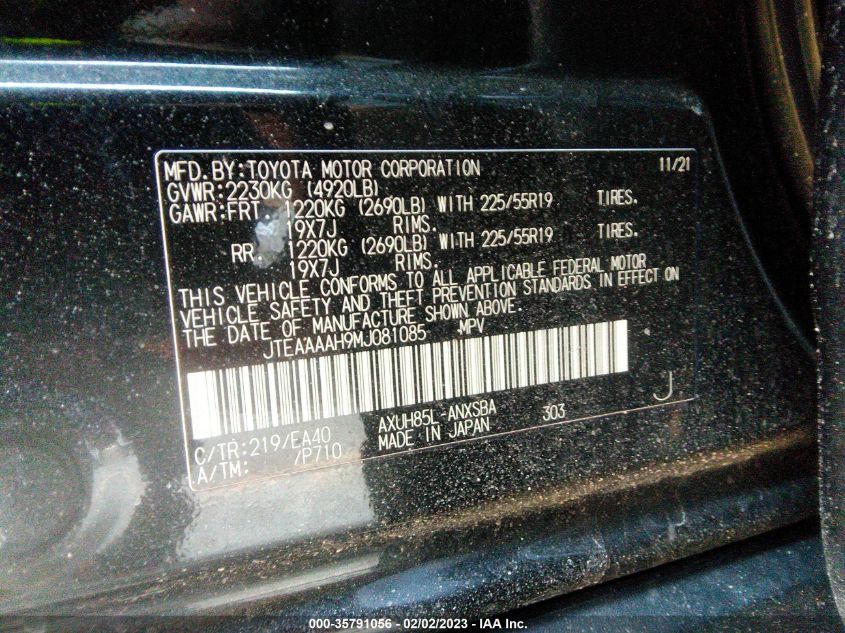 MFD.BY:TOYOTA MOTOR CORPORATION 11/21
GVWR:2230KG (4920LB)
GAWR:FRT. 1220KG (2690LB) WITH 225/55R19 TIRES.
19X7J RIMS.
RR. 1220KG (2690LB) WITH 225/55R19 TIRES.
19X7J RIMS.
THIS VEHICLE CONFORMS TO ALL APPLICABLE FEDERAL MOTOR
VEHICLE SAFETY AND THEFT PREVENTION STANDARDS IN EFFECT ON
THE DATE OF MANUFACTURE SHOWN ABOVE.
JTEAAAAH9MJ081085 MPV
J
C/TR:219/EA40 AXUH85L-ANXSBA 303
A/TM: /P710 MADE IN JAPAN
000-35791056 - 02/02/2023 - IAA Inc.